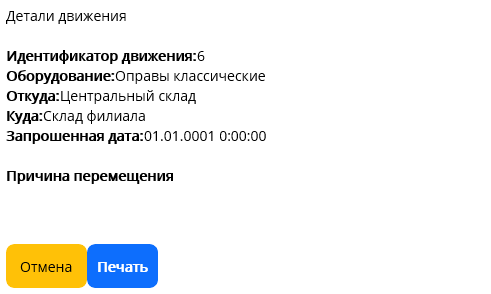 Детали движения
Идентификатор движения:6
Оборудование:Оправы классические
Откуда:Центральный склад
Куда:Склад филиала
Запрошенная дата:01.01.0001 0:00:00
Причина перемещения
Отмена Печать